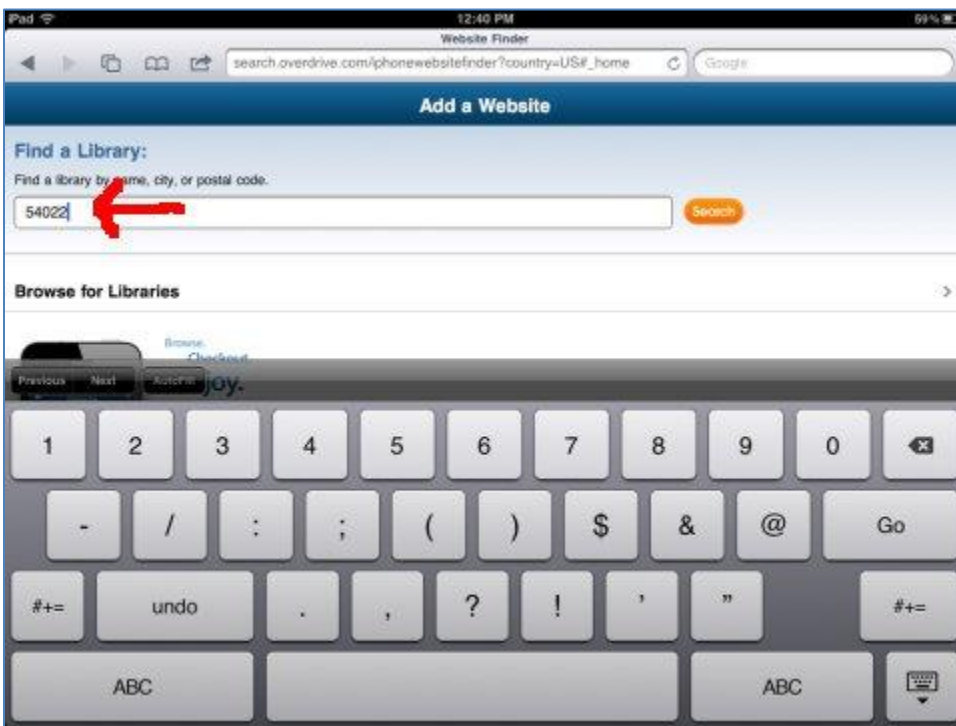 iPad 12:40 PM 59%
Website Finder
search.overdrive.com/iphonewebsitefinder?country=US#_home Google
Add a Website
Find a Library:
Find a library by name, city, or postal code.
54022 Search
Browse for Libraries >
Browse.
Checkout
joy.
Previous Next AutoFill
1 2 3 4 5 6 7 8 9 0
- / : ; ( ) $ & @ Go
#+= undo . , ? ! ' " #+=
ABC ABC